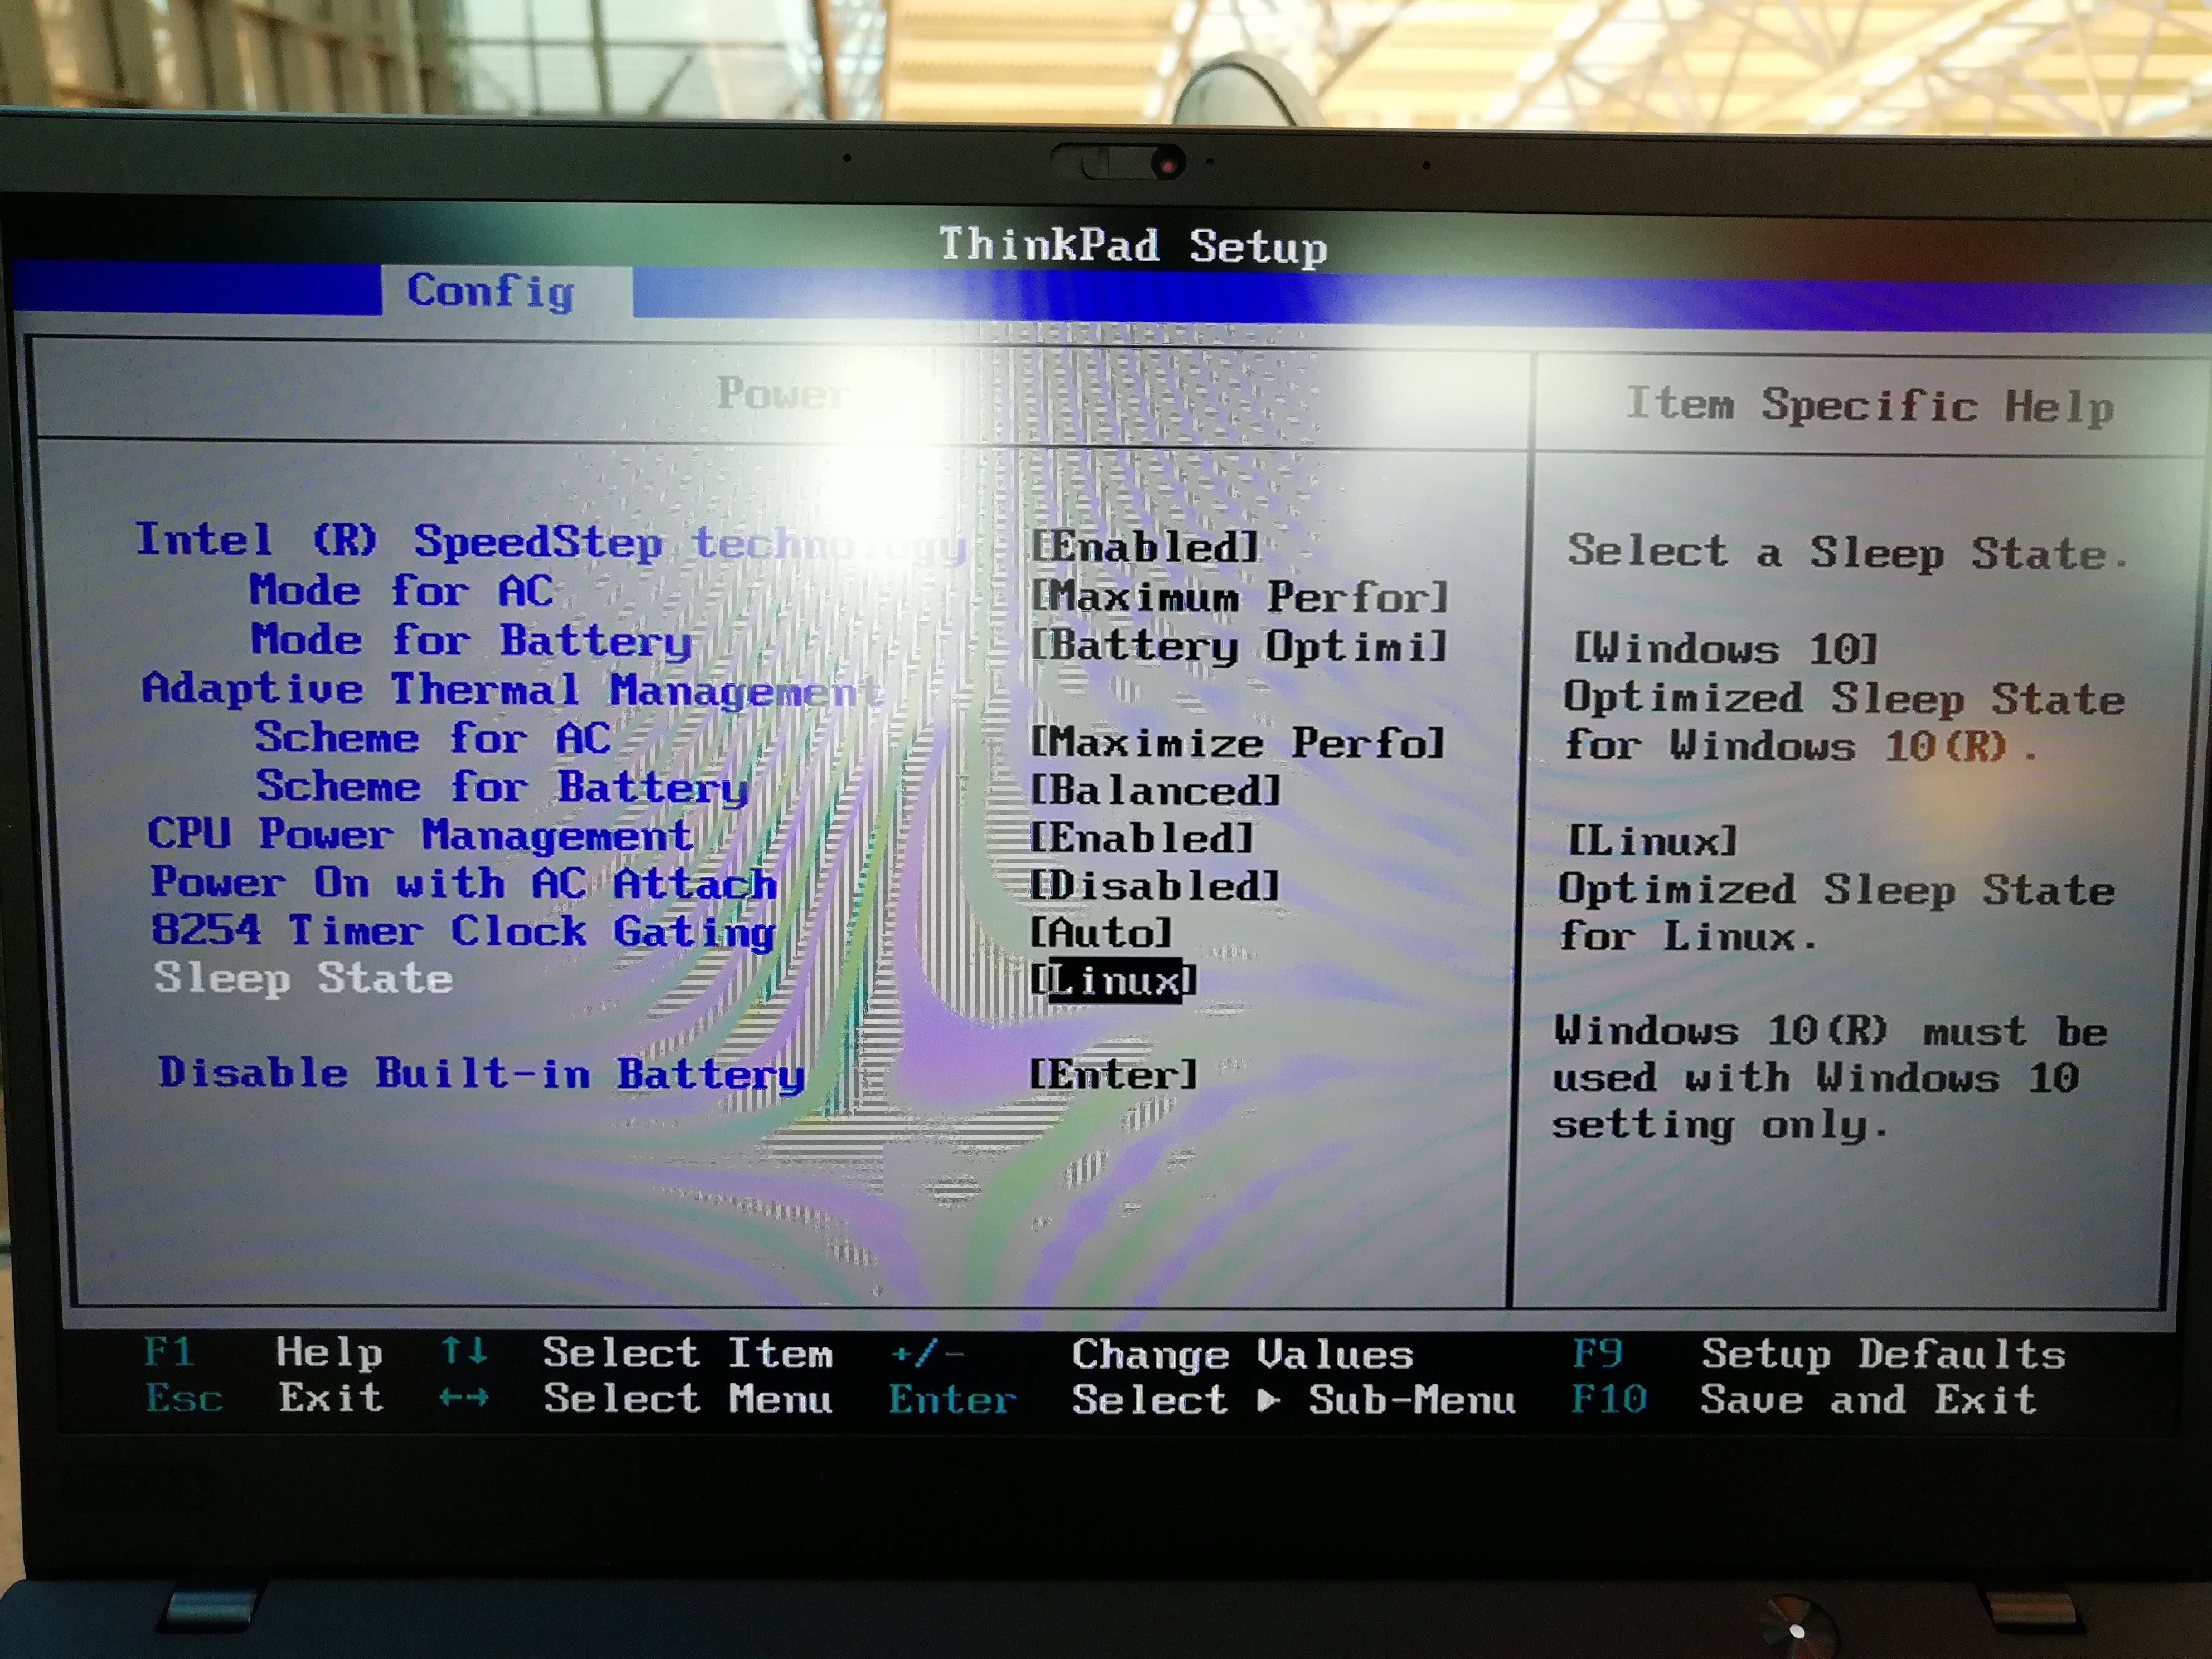 ThinkPad Setup
Config
Power
Item Specific Help
Intel (R) SpeedStep technology [Enabled]
Mode for AC [Maximum Perfor]
Mode for Battery [Battery Optimi]
Adaptive Thermal Management
Scheme for AC [Maximize Perfo]
Scheme for Battery [Balanced]
CPU Power Management [Enabled]
Power On with AC Attach [Disabled]
8254 Timer Clock Gating [Auto]
Sleep State [Linux]
Disable Built-in Battery [Enter]
Select a Sleep State.
[Windows 10]
Optimized Sleep State
for Windows 10(R).
[Linux]
Optimized Sleep State
for Linux.
Windows 10(R) must be
used with Windows 10
setting only.
F1 Help ↑↓ Select Item +/- Change Values F9 Setup Defaults
Esc Exit ←→ Select Menu Enter Select ▶ Sub-Menu F10 Save and Exit